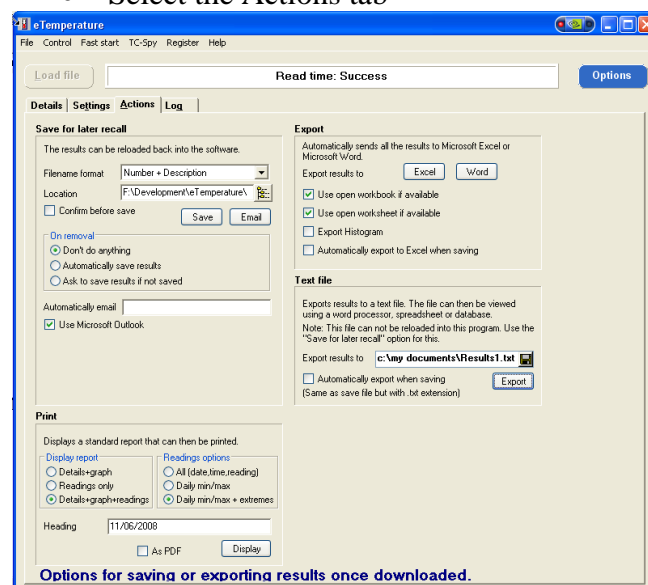 • Select the Actions tab
eTemperature
File Control Fast start TC-Spy Register Help
Load file
Read time: Success
Options
Details Settings Actions Log
Save for later recall
The results can be reloaded back into the software.
Filename format Number + Description
Location F:\Development\eTemperature\
Confirm before save
Save Email
On removal
Don't do anything
Automatically save results
Ask to save results if not saved
Automatically email
Use Microsoft Outlook
Print
Displays a standard report that can then be printed.
Display report
Details+graph
Readings only
Details+graph+readings
Readings options
All (date,time,reading)
Daily min/max
Daily min/max + extremes
Heading 11/06/2008
As PDF Display
Export
Automatically sends all the results to Microsoft Excel or
Microsoft Word.
Export results to Excel Word
Use open workbook if available
Use open worksheet if available
Export Histogram
Automatically export to Excel when saving
Text file
Exports results to a text file. The file can then be viewed
using a word processor, spreadsheet or database.
Note: This file can not be reloaded into this program. Use the
"Save for later recall" option for this.
Export results to c:\my documents\Results1.txt
Automatically export when saving
(Same as save file but with .txt extension)
Export
Options for saving or exporting results once downloaded.